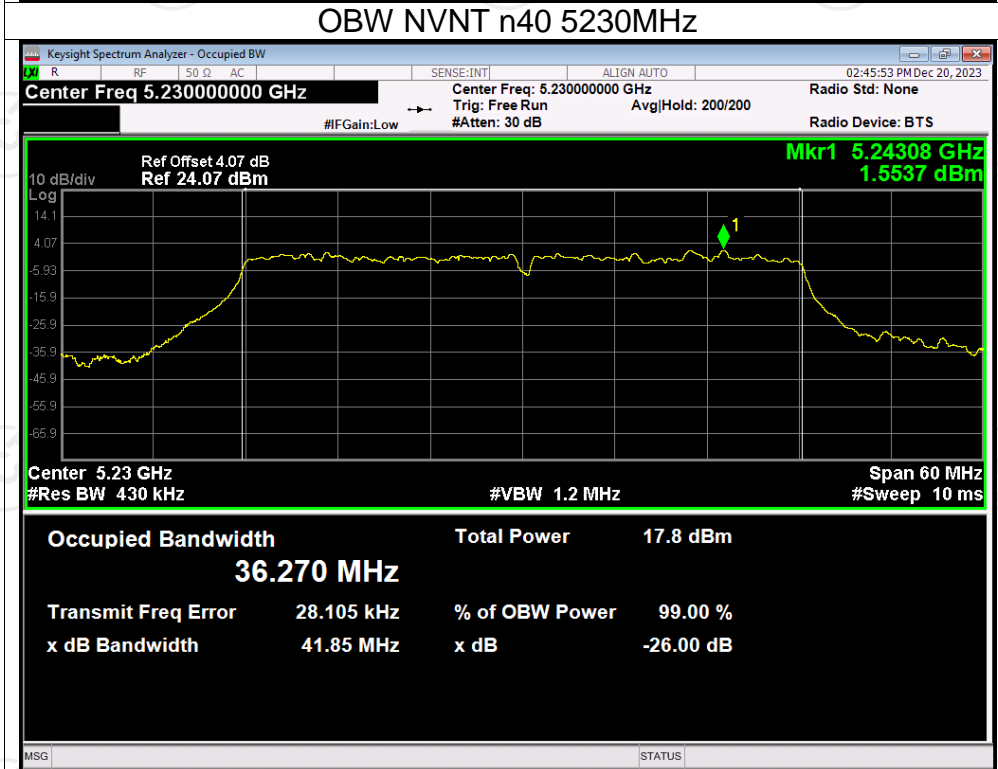 OBW NVNT n40 5230MHz
Keysight Spectrum Analyzer - Occupied BW
LXI R RF 50 Ω AC SENSE:INT ALIGN AUTO 02:45:53 PM Dec 20, 2023
Center Freq 5.230000000 GHz Center Freq: 5.230000000 GHz Radio Std: None
Trig: Free Run Avg|Hold: 200/200
#IFGain:Low #Atten: 30 dB Radio Device: BTS
Mkr1 5.24308 GHz
1.5537 dBm
Ref Offset 4.07 dB
10 dB/div Ref 24.07 dBm
Log
14.1
4.07
-5.93
-15.9
-25.9
-35.9
-45.9
-55.9
-65.9
1
Center 5.23 GHz Span 60 MHz
#Res BW 430 kHz #VBW 1.2 MHz #Sweep 10 ms
Occupied Bandwidth Total Power 17.8 dBm
36.270 MHz
Transmit Freq Error 28.105 kHz % of OBW Power 99.00 %
x dB Bandwidth 41.85 MHz x dB -26.00 dB
MSG STATUS